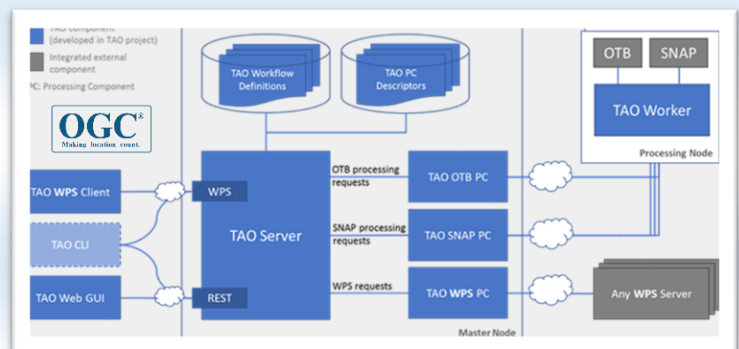 TAO component
(developed in TAO project)
Integrated external
component
PC: Processing Component
OGC®
Making location count.
TAO WPS Client
TAO CLI
TAO Web GUI
TAO Workflow
Definitions
TAO PC
Descriptors
WPS
TAO Server
REST
OTB processing
requests
SNAP processing
requests
WPS requests
TAO OTB PC
TAO SNAP PC
TAO WPS PC
Master Node
OTB
SNAP
TAO Worker
Processing Node
Any WPS Server